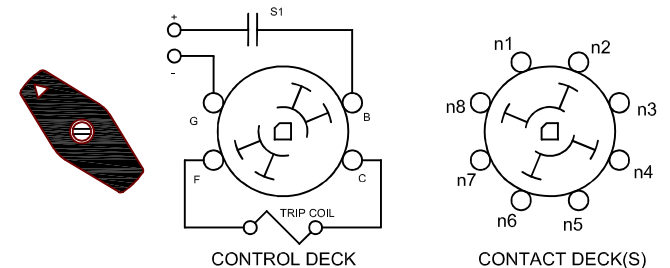 S1
+
-
G
B
F
C
TRIP COIL
CONTROL DECK
n1
n2
n8
n3
n7
n4
n6
n5
CONTACT DECK(S)